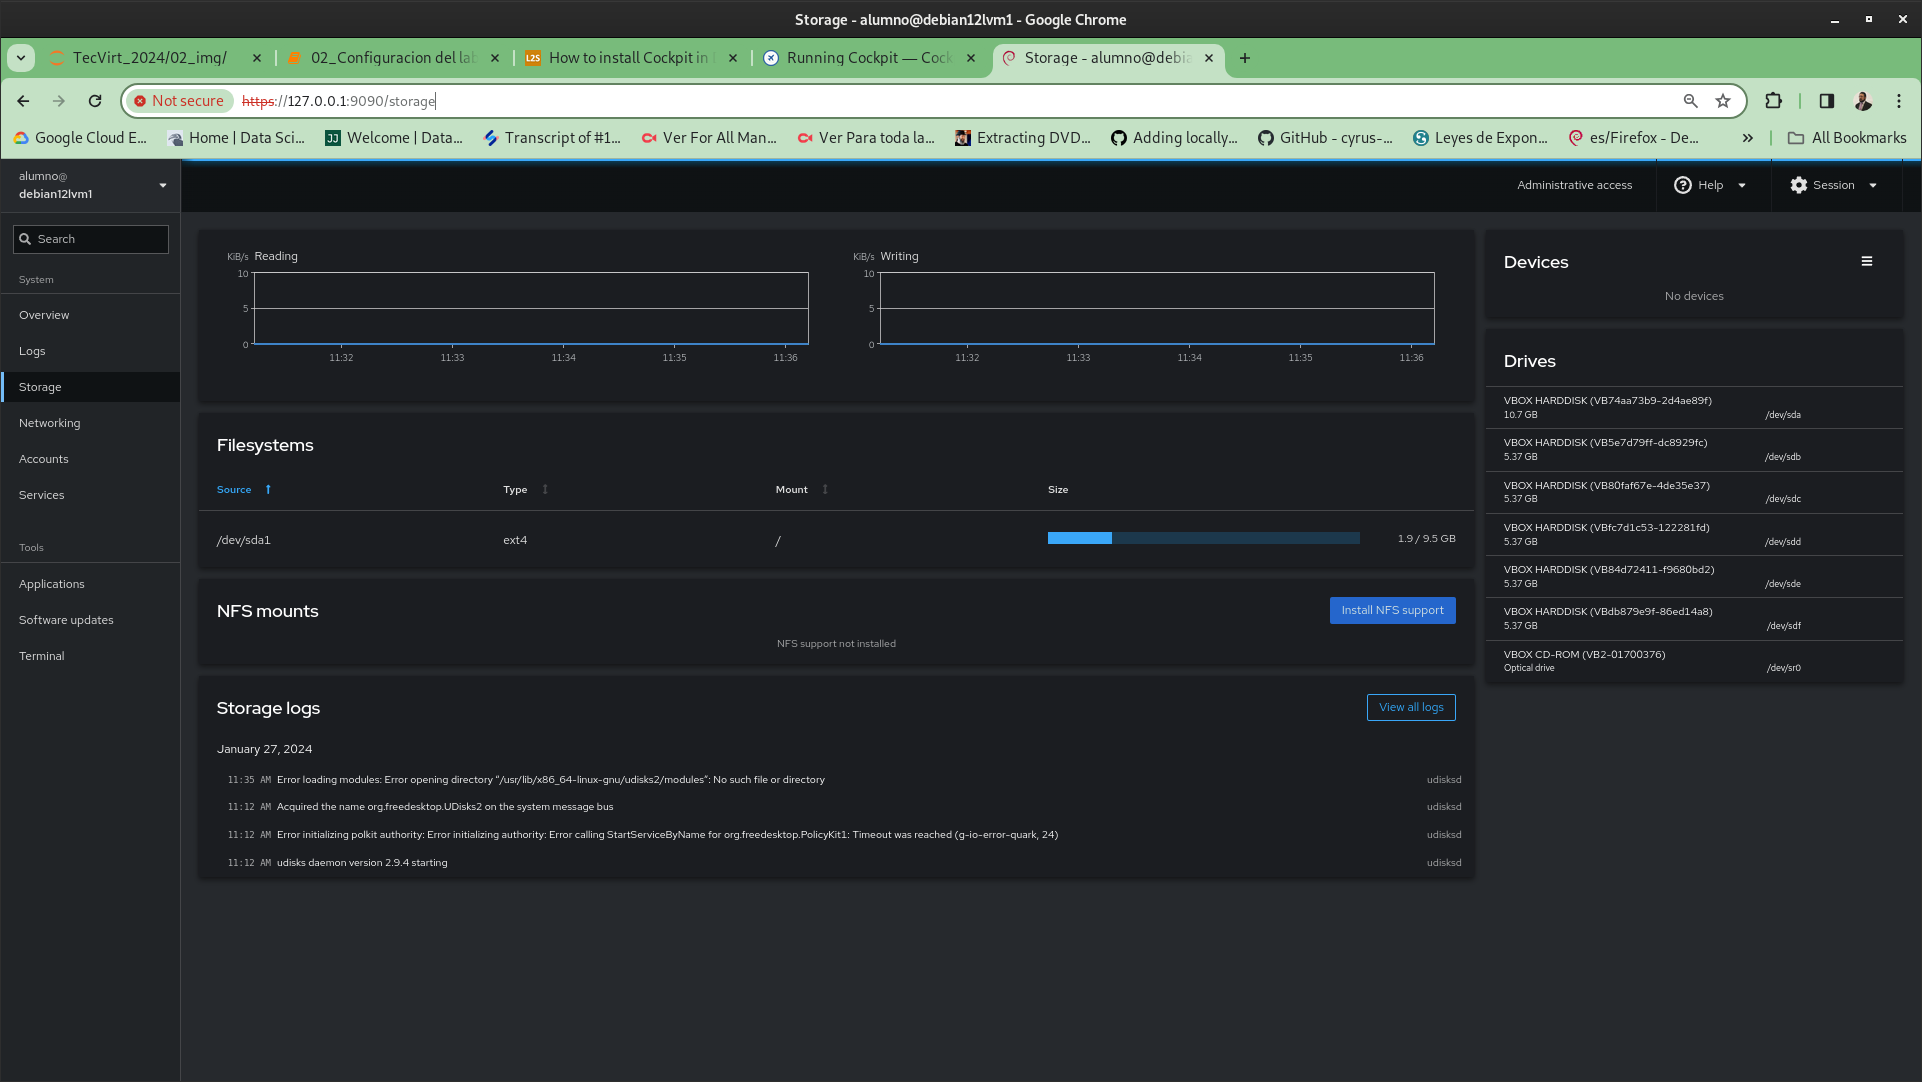 Storage - alumno@debian12lvm1 - Google Chrome
TecVirt_2024/02_img/
02_Configuracion del lab
How to install Cockpit in
Running Cockpit — Cock
Storage - alumno@debia
Not secure
https://127.0.0.1:9090/storage
Google Cloud E...
Home | Data Sci...
Welcome | Data...
Transcript of #1...
Ver For All Man...
Ver Para toda la...
Extracting DVD...
Adding locally...
GitHub - cyrus-...
Leyes de Expon...
es/Firefox - De...
All Bookmarks
alumno@
debian12lvm1
Administrative access
Help
Session
Search
System
Overview
Logs
Storage
Networking
Accounts
Services
Tools
Applications
Software updates
Terminal
KiB/s Reading
10
5
0
11:32 11:33 11:34 11:35 11:36
KiB/s Writing
10
5
0
11:32 11:33 11:34 11:35 11:36
Filesystems
Source Type Mount Size
/dev/sda1 ext4 / 1.9 / 9.5 GB
NFS mounts
Install NFS support
NFS support not installed
Storage logs
View all logs
January 27, 2024
11:35 AM Error loading modules: Error opening directory “/usr/lib/x86_64-linux-gnu/udisks2/modules”: No such file or directory udisksd
11:12 AM Acquired the name org.freedesktop.UDisks2 on the system message bus udisksd
11:12 AM Error initializing polkit authority: Error initializing authority: Error calling StartServiceByName for org.freedesktop.PolicyKit1: Timeout was reached (g-io-error-quark, 24) udisksd
11:12 AM udisks daemon version 2.9.4 starting udisksd
Devices
No devices
Drives
VBOX HARDDISK (VB74aa73b9-2d4ae89f)
10.7 GB /dev/sda
VBOX HARDDISK (VB5e7d79ff-dc8929fc)
5.37 GB /dev/sdb
VBOX HARDDISK (VB80faf67e-4de35e37)
5.37 GB /dev/sdc
VBOX HARDDISK (VBfc7d1c53-122281fd)
5.37 GB /dev/sdd
VBOX HARDDISK (VB84d72411-f9680bd2)
5.37 GB /dev/sde
VBOX HARDDISK (VBdb879e9f-86ed14a8)
5.37 GB /dev/sdf
VBOX CD-ROM (VB2-01700376)
Optical drive /dev/sr0